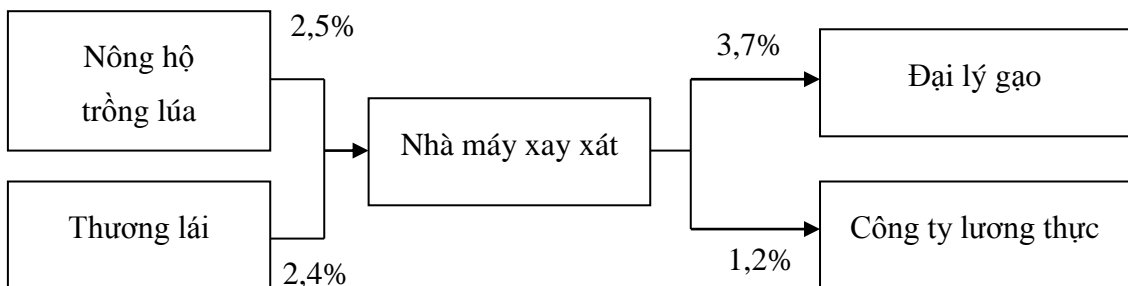 2,5%
Nông hộ
trồng lúa
3,7%
Đại lý gạo
Nhà máy xay xát
Thương lái
2,4%
Công ty lương thực
1,2%